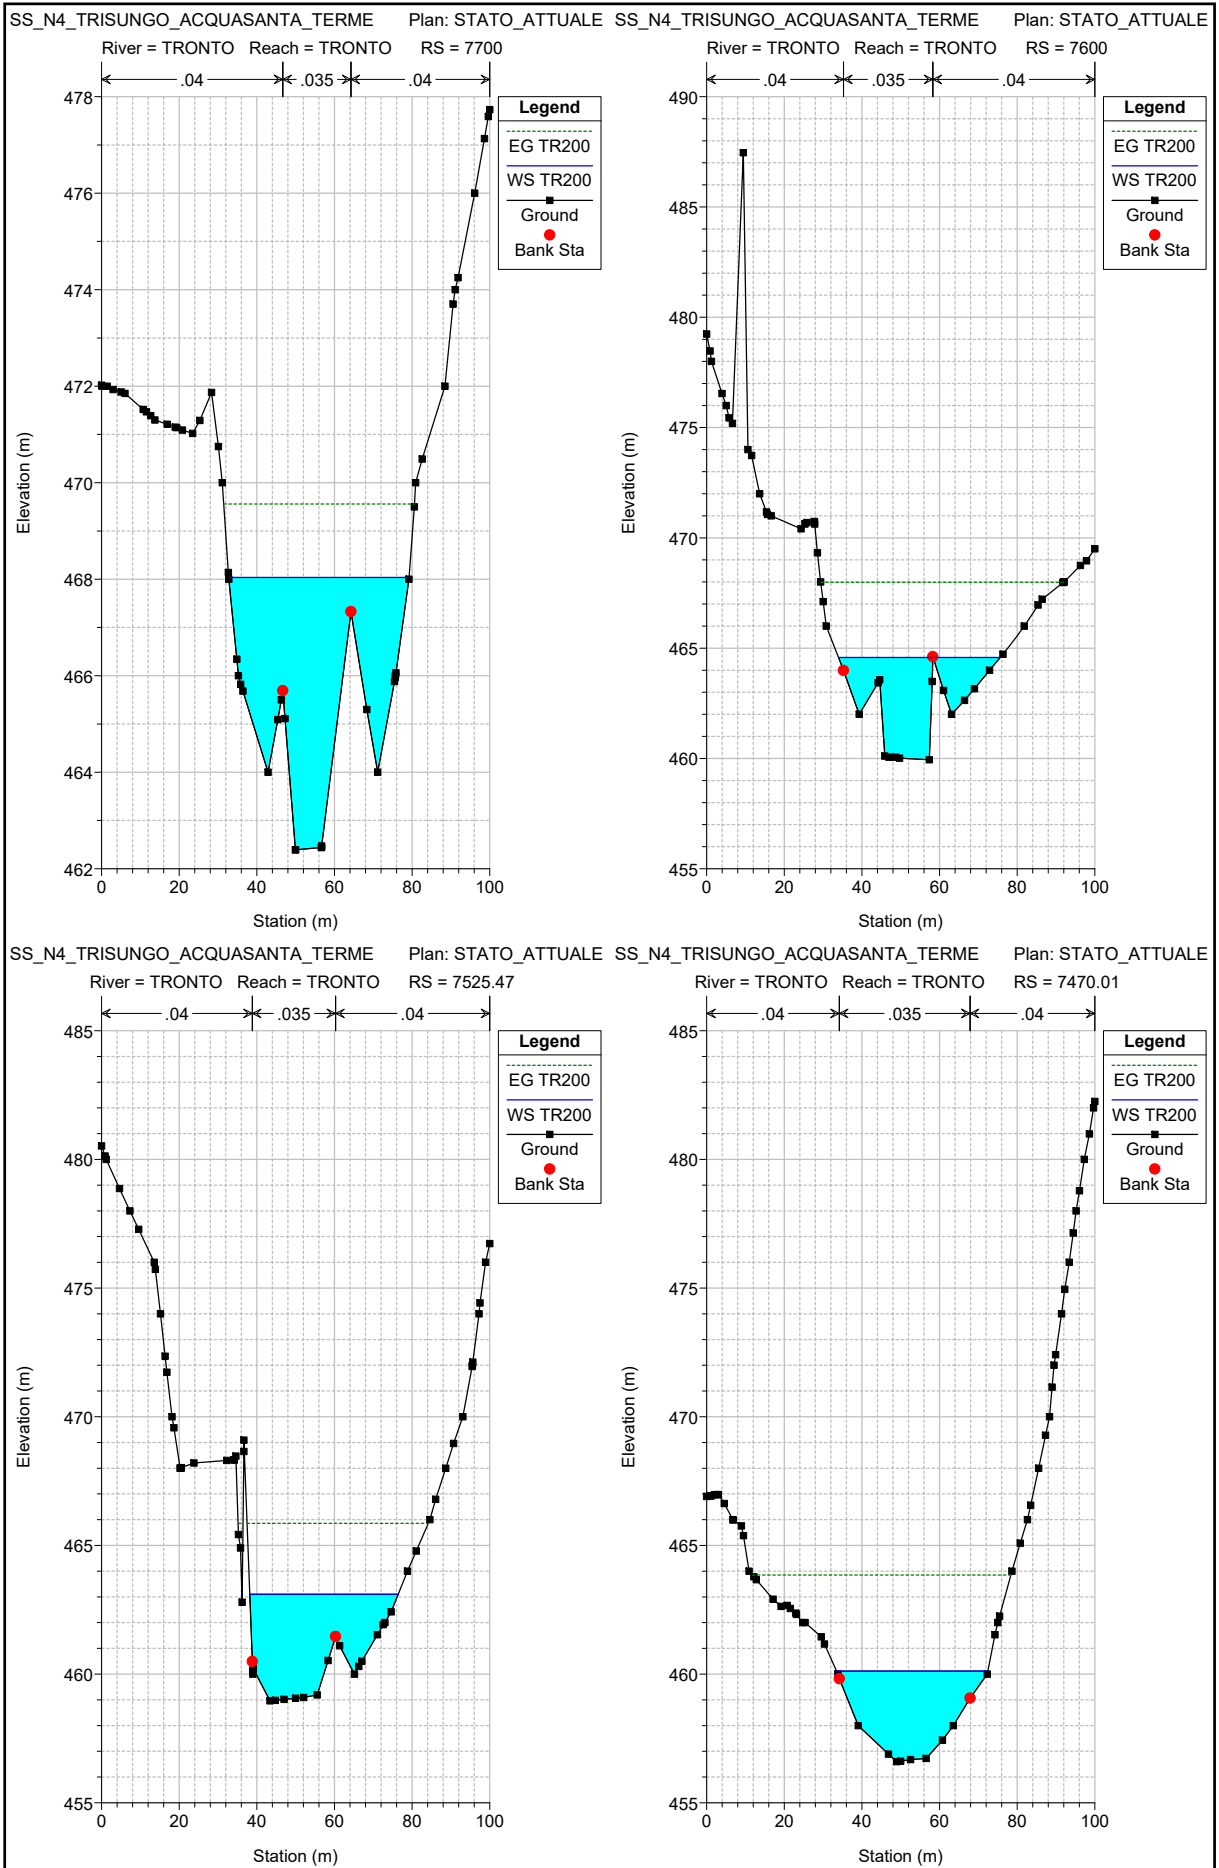 SS_N4_TRISUNGO_ACQUASANTA_TERME Plan: STATO_ATTUALE
River = TRONTO Reach = TRONTO RS = 7700
.04 .035 .04
Legend
EG TR200
WS TR200
Ground
Bank Sta
478
476
474
472
470
468
466
464
462
Elevation (m)
0 20 40 60 80 100
Station (m)
SS_N4_TRISUNGO_ACQUASANTA_TERME Plan: STATO_ATTUALE
River = TRONTO Reach = TRONTO RS = 7600
.04 .035 .04
Legend
EG TR200
WS TR200
Ground
Bank Sta
490
485
480
475
470
465
460
455
Elevation (m)
0 20 40 60 80 100
Station (m)
SS_N4_TRISUNGO_ACQUASANTA_TERME Plan: STATO_ATTUALE
River = TRONTO Reach = TRONTO RS = 7525.47
.04 .035 .04
Legend
EG TR200
WS TR200
Ground
Bank Sta
485
480
475
470
465
460
455
Elevation (m)
0 20 40 60 80 100
Station (m)
SS_N4_TRISUNGO_ACQUASANTA_TERME Plan: STATO_ATTUALE
River = TRONTO Reach = TRONTO RS = 7470.01
.04 .035 .04
Legend
EG TR200
WS TR200
Ground
Bank Sta
485
480
475
470
465
460
455
Elevation (m)
0 20 40 60 80 100
Station (m)